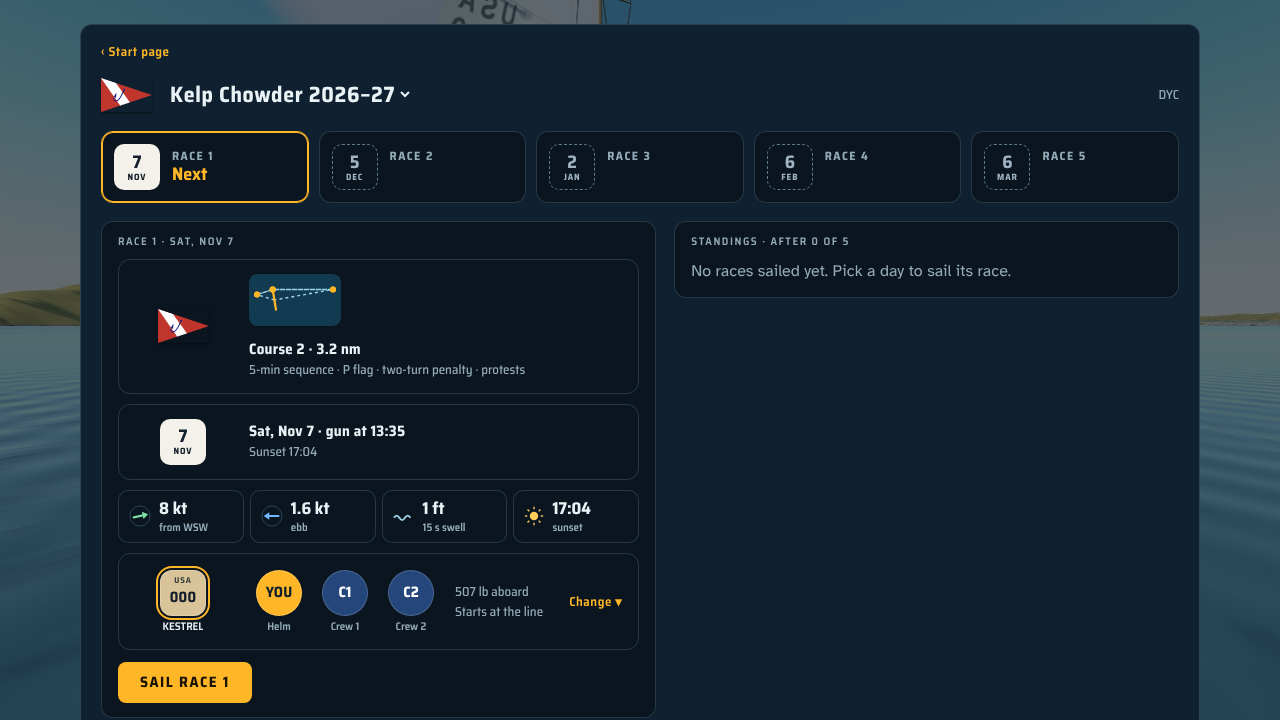 USA
‹ Start page
Kelp Chowder 2026–27
DYC
7
NOV
RACE 1
Next
5
DEC
RACE 2
2
JAN
RACE 3
6
FEB
RACE 4
6
MAR
RACE 5
RACE 1 · SAT, NOV 7
Course 2 · 3.2 nm
5-min sequence · P flag · two-turn penalty · protests
7
NOV
Sat, Nov 7 · gun at 13:35
Sunset 17:04
8 kt
from WSW
1.6 kt
ebb
1 ft
15 s swell
17:04
sunset
USA
000
KESTREL
YOU
Helm
C1
Crew 1
C2
Crew 2
507 lb aboard
Starts at the line
Change ▾
SAIL RACE 1
STANDINGS · AFTER 0 OF 5
No races sailed yet. Pick a day to sail its race.